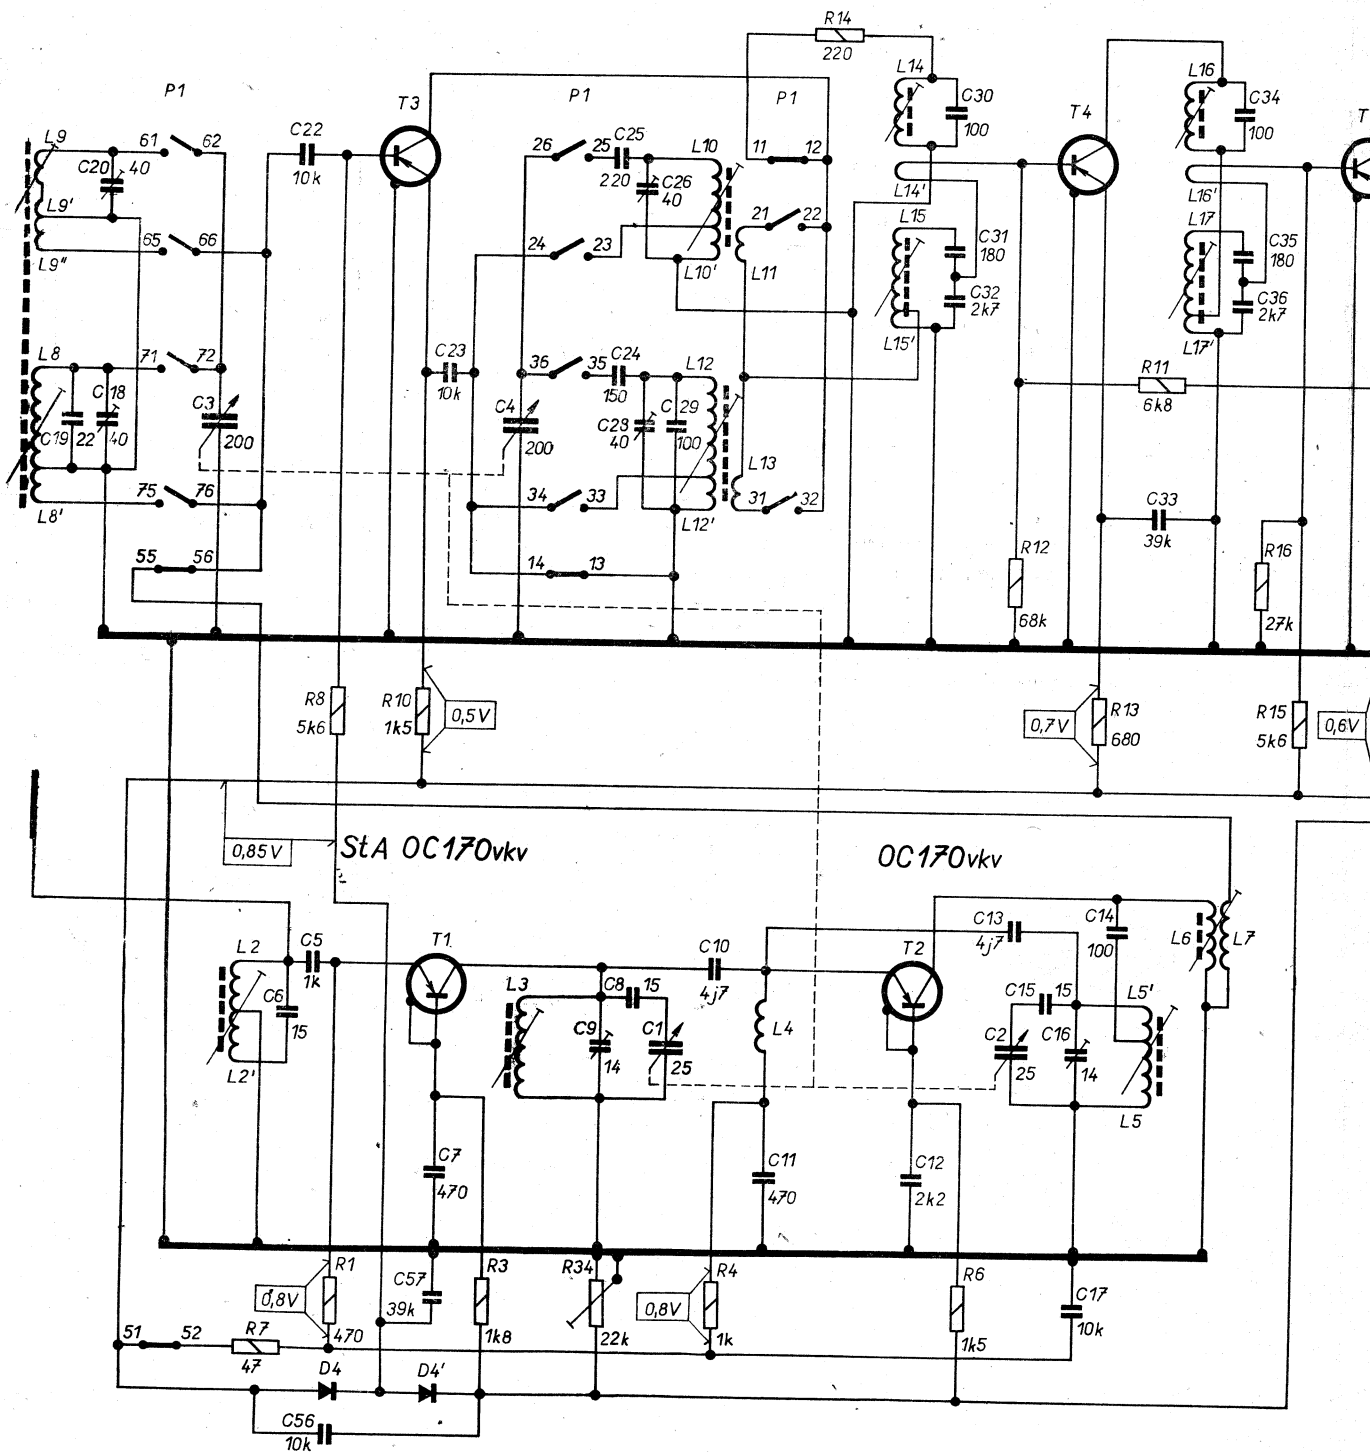 R14
220
L14
C30
100
P1
T3
P1
P1
T4
L16
C34
100
T
L9
C20
40
61
62
C22
10k
26
25
C25
220
C26
40
L10
11
12
L14'
L16'
L9'
65
66
L9"
24
23
L10'
21
22
L11
L15
C31
180
C32
2k7
L15'
L17
C35
180
C36
2k7
L17'
L8
71
72
C18
40
C19
22
C3
200
C23
10k
C4
200
36
35
C24
150
C28
40
C29
100
L12
R11
6k8
L8'
75
76
34
33
L12'
L13
31
32
C33
39k
55
56
14
13
R12
68k
R16
27k
R8
5k6
R10
1k5
0,5V
0,7V
R13
680
R15
5k6
0,6V
0,85V
StA OC170vkv
OC170vkv
L2
C5
1k
C6
15
L2'
T1
L3
C8
15
C9
14
C1
25
C10
4j7
L4
T2
C13
4j7
C14
100
L6
L7
C15
15
C2
25
C16
14
L5'
L5
C7
470
C11
470
C12
2k2
R1
470
0,8V
C57
39k
R3
1k8
R34
22k
0,8V
R4
1k
R6
1k5
C17
10k
51
52
R7
47
D4
D4'
C56
10k